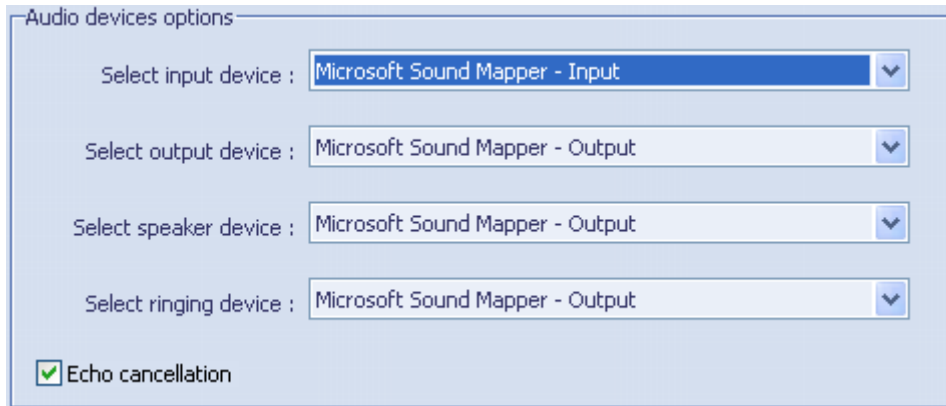 Audio devices options
Select input device : Microsoft Sound Mapper - Input
Select output device : Microsoft Sound Mapper - Output
Select speaker device : Microsoft Sound Mapper - Output
Select ringing device : Microsoft Sound Mapper - Output
Echo cancellation